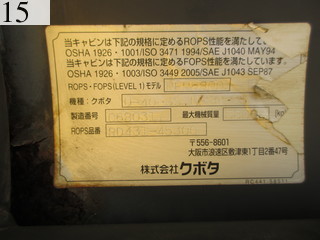 15
当キャビンは下記の規格に定めるROPS性能を満たして、
OSHA 1926・1001/ISO 3471 1994/SAE J1040 MAY94
当キャビンは下記の規格に定めるFOPS性能を満たしています。
OSHA 1926・1003/ISO 3449 2005/SAE J1043 SEP87
ROPS・FOPS(LEVEL 1)モデル
機種:クボタ
製造番号 最大機械質量 kg
ROPS品番
〒556-8601
大阪市浪速区敷津東1丁目2番47号
株式会社クボタ